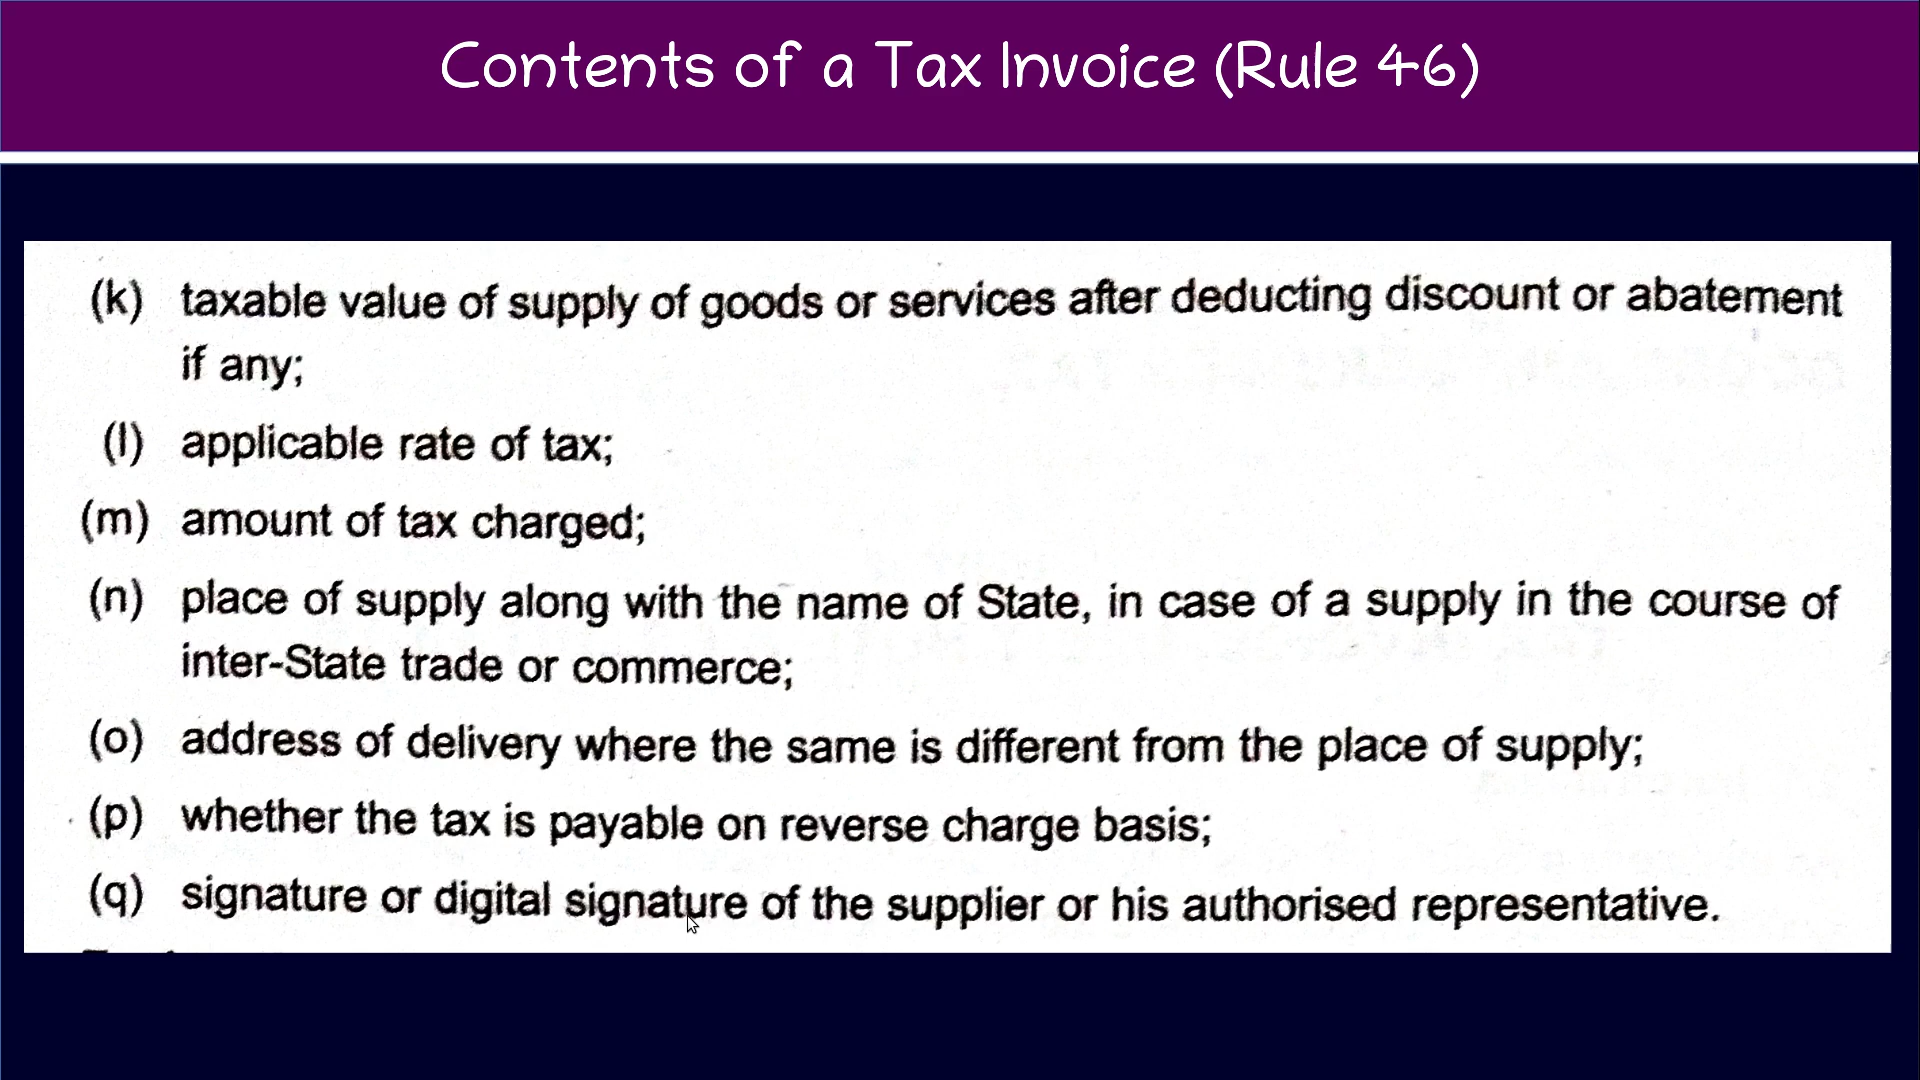 Contents of a Tax Invoice (Rule 46)
(k) taxable value of supply of goods or services after deducting discount or abatement
if any;
(l) applicable rate of tax;
(m) amount of tax charged;
(n) place of supply along with the name of State, in case of a supply in the course of
inter-State trade or commerce;
(o) address of delivery where the same is different from the place of supply;
(p) whether the tax is payable on reverse charge basis;
(q) signature or digital signature of the supplier or his authorised representative.